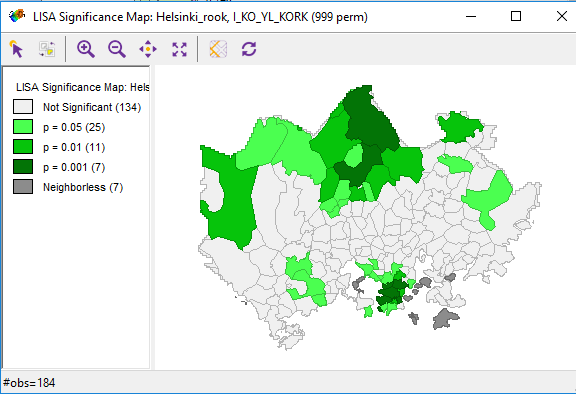 LISA Significance Map: Helsinki_rook, I_KO_YL_KORK (999 perm)
LISA Significance Map: Hels
Not Significant (134)
p = 0.05 (25)
p = 0.01 (11)
p = 0.001 (7)
Neighborless (7)
#obs=184